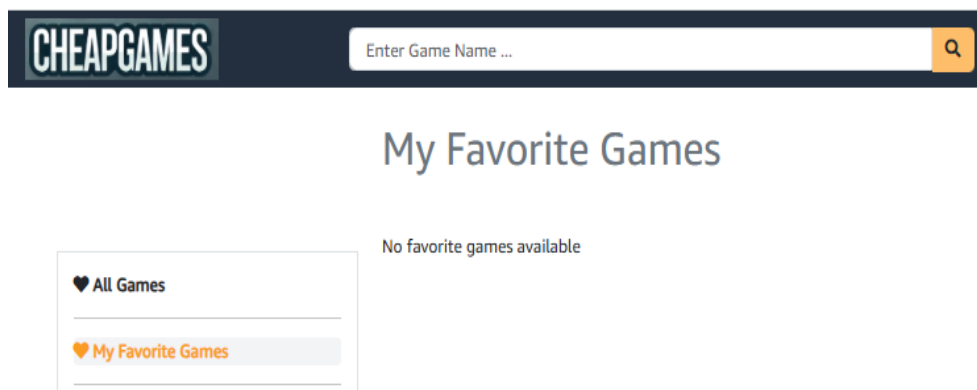 CHEAPGAMES
Enter Game Name ...
My Favorite Games
No favorite games available
All Games
My Favorite Games